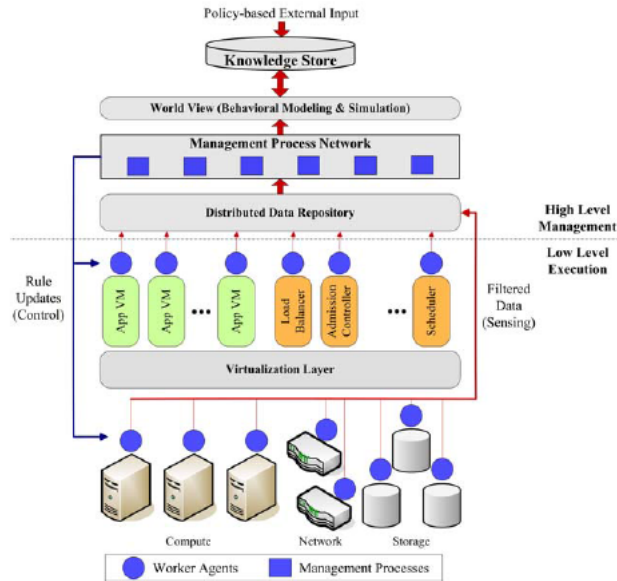 Policy-based External Input
Knowledge Store
World View (Behavioral Modeling & Simulation)
Management Process Network
Distributed Data Repository
High Level
Management
Low Level
Execution
Rule
Updates
(Control)
App VM
App VM
•••
App VM
Load
Balancer
Admission
Controller
•••
Scheduler
Filtered
Data
(Sensing)
Virtualization Layer
Compute
Network
Storage
Worker Agents
Management Processes